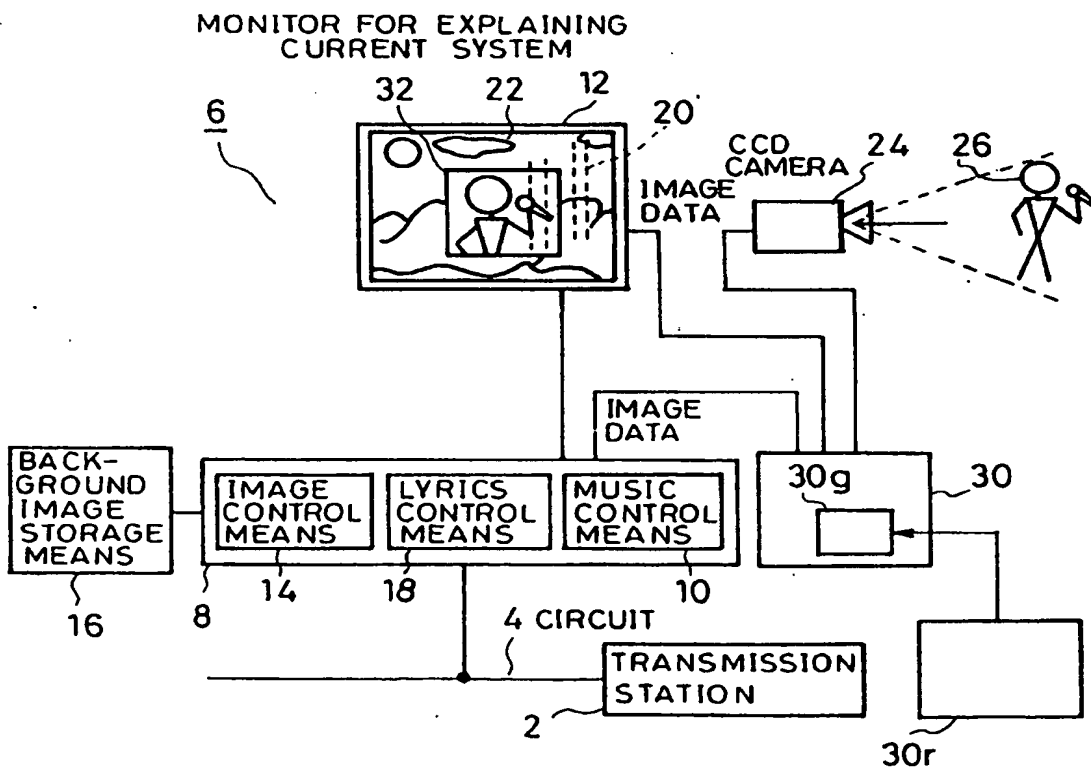 MONITOR FOR EXPLAINING
CURRENT SYSTEM
6
32
22
12
20
CCD
CAMERA
24
26
IMAGE
DATA
IMAGE
DATA
BACK-
GROUND
IMAGE
STORAGE
MEANS
IMAGE
CONTROL
MEANS
LYRICS
CONTROL
MEANS
MUSIC
CONTROL
MEANS
30g
30
16
8
14
18
10
4 CIRCUIT
TRANSMISSION
STATION
2
30r